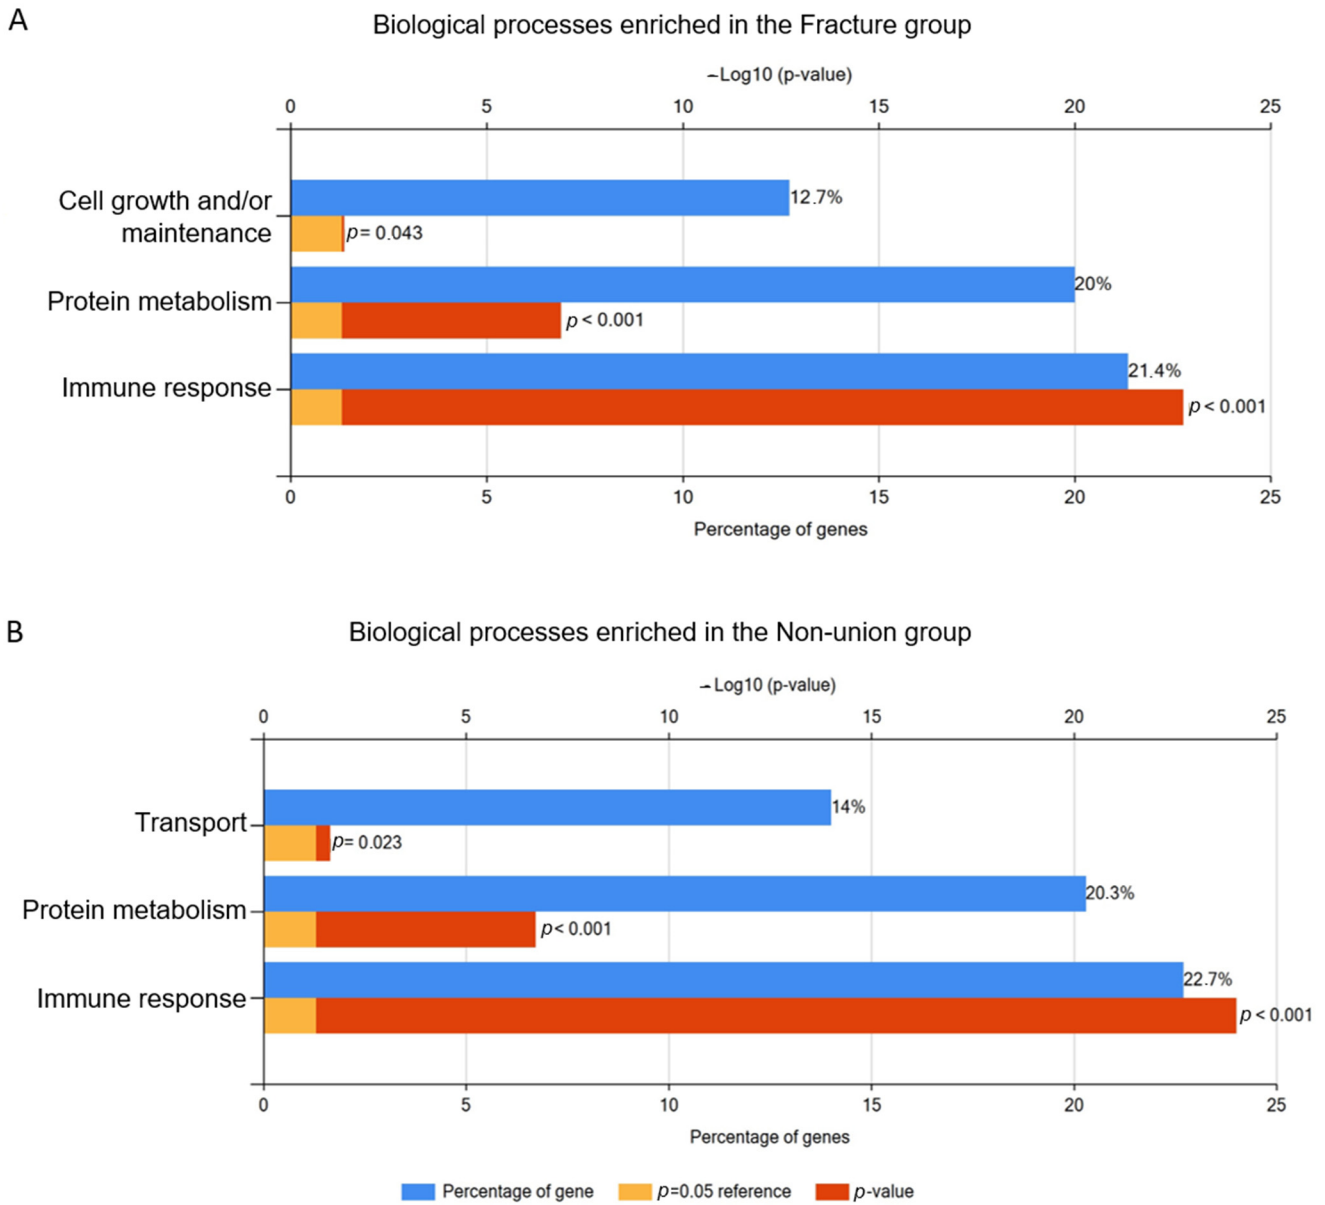 A
Biological processes enriched in the Fracture group
–Log10 (p-value)
0 5 10 15 20 25
Cell growth and/or
maintenance
12.7%
p= 0.043
Protein metabolism
20%
p < 0.001
Immune response
21.4%
p < 0.001
0 5 10 15 20 25
Percentage of genes
B
Biological processes enriched in the Non-union group
–Log10 (p-value)
0 5 10 15 20 25
Transport
14%
p= 0.023
Protein metabolism
20.3%
p< 0.001
Immune response
22.7%
p < 0.001
0 5 10 15 20 25
Percentage of genes
Percentage of gene p=0.05 reference p-value